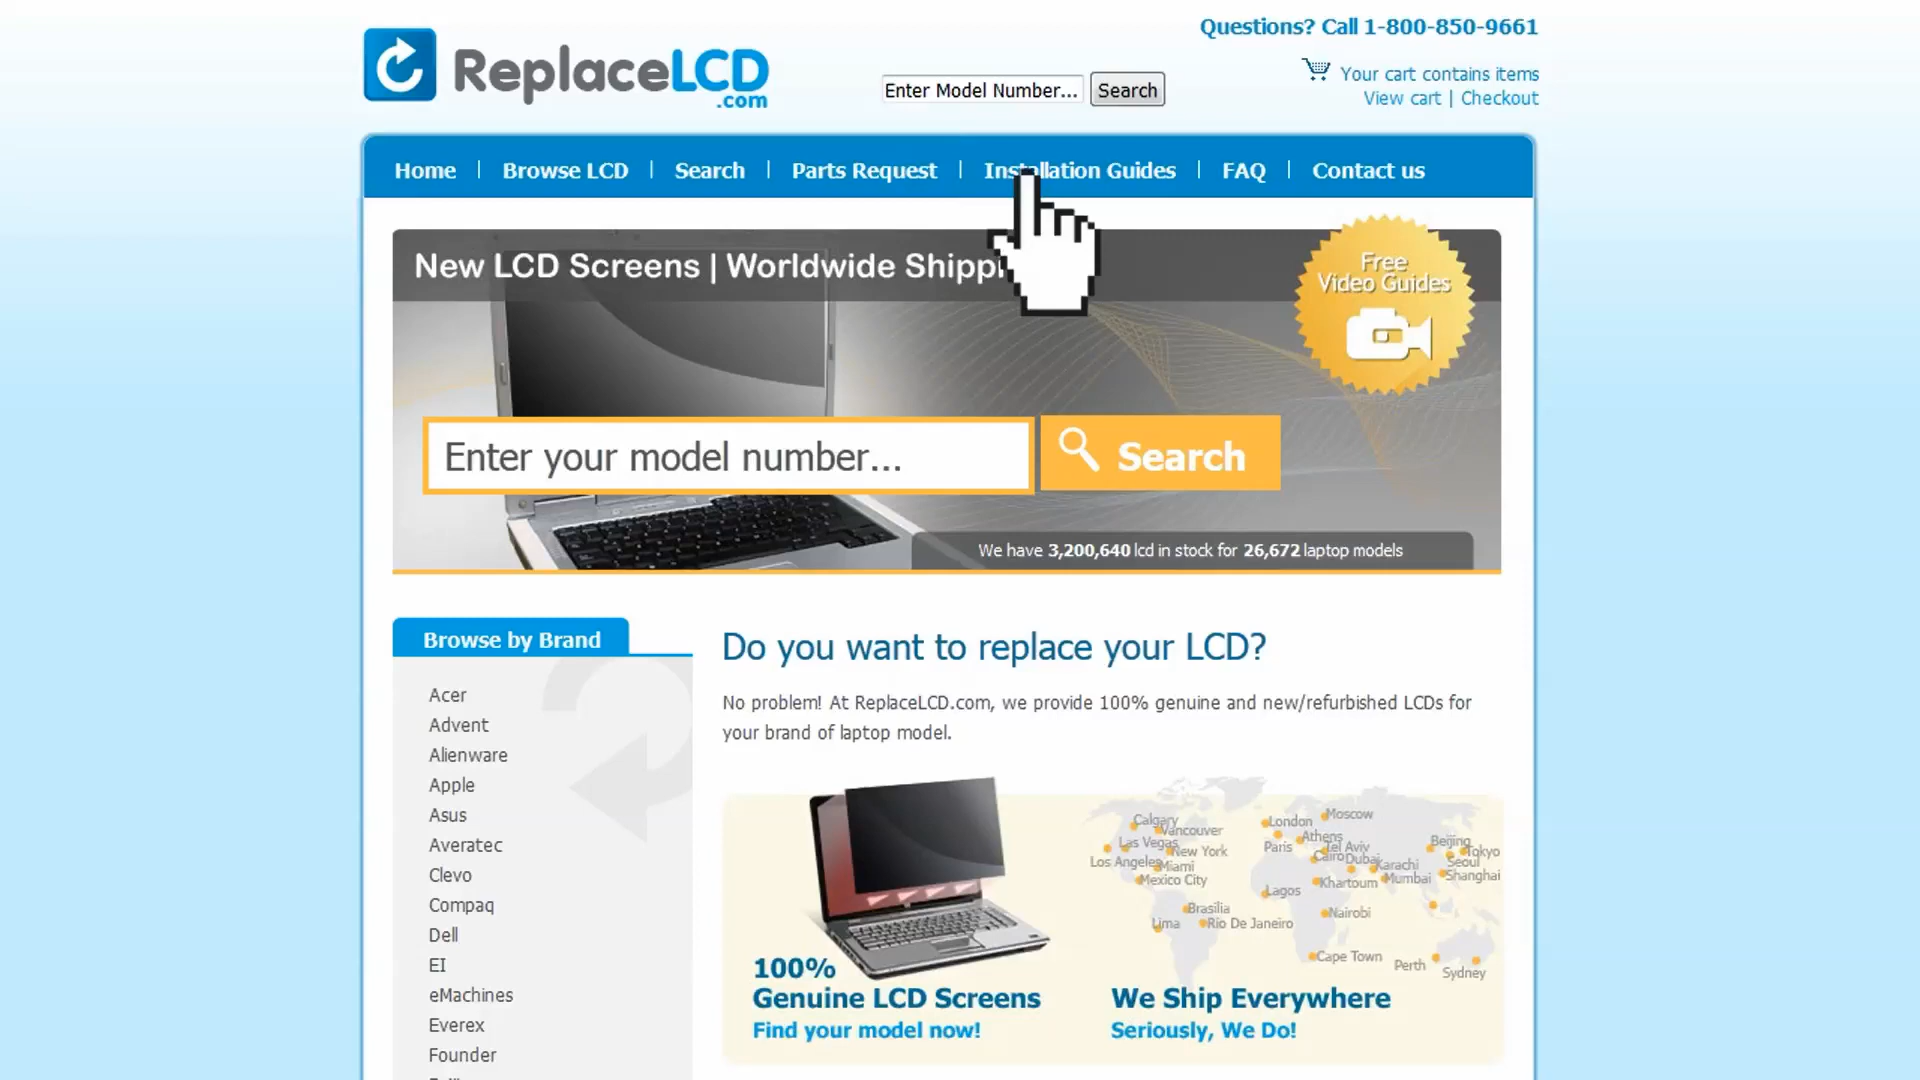 Questions? Call 1-800-850-9661
ReplaceLCD
.com
Enter Model Number...
Search
Your cart contains items
View cart | Checkout
Home | Browse LCD | Search | Parts Request | Installation Guides | FAQ | Contact us
New LCD Screens | Worldwide Shippi
Free
Video Guides
Enter your model number...
Search
We have 3,200,640 lcd in stock for 26,672 laptop models
Browse by Brand
Acer
Advent
Alienware
Apple
Asus
Averatec
Clevo
Compaq
Dell
EI
eMachines
Everex
Founder
Do you want to replace your LCD?
No problem! At ReplaceLCD.com, we provide 100% genuine and new/refurbished LCDs for
your brand of laptop model.
100%
Genuine LCD Screens
Find your model now!
Calgary
Vancouver
Las Vegas
New York
Los Angeles
Miami
Mexico City
Brasilia
Lima
Rio De Janeiro
London
Moscow
Athens
Paris
Tel Aviv
Cairo
Dubai
Karachi
Khartoum
Mumbai
Lagos
Nairobi
Cape Town
Beijing
Tokyo
Seoul
Shanghai
Perth
Sydney
We Ship Everywhere
Seriously, We Do!